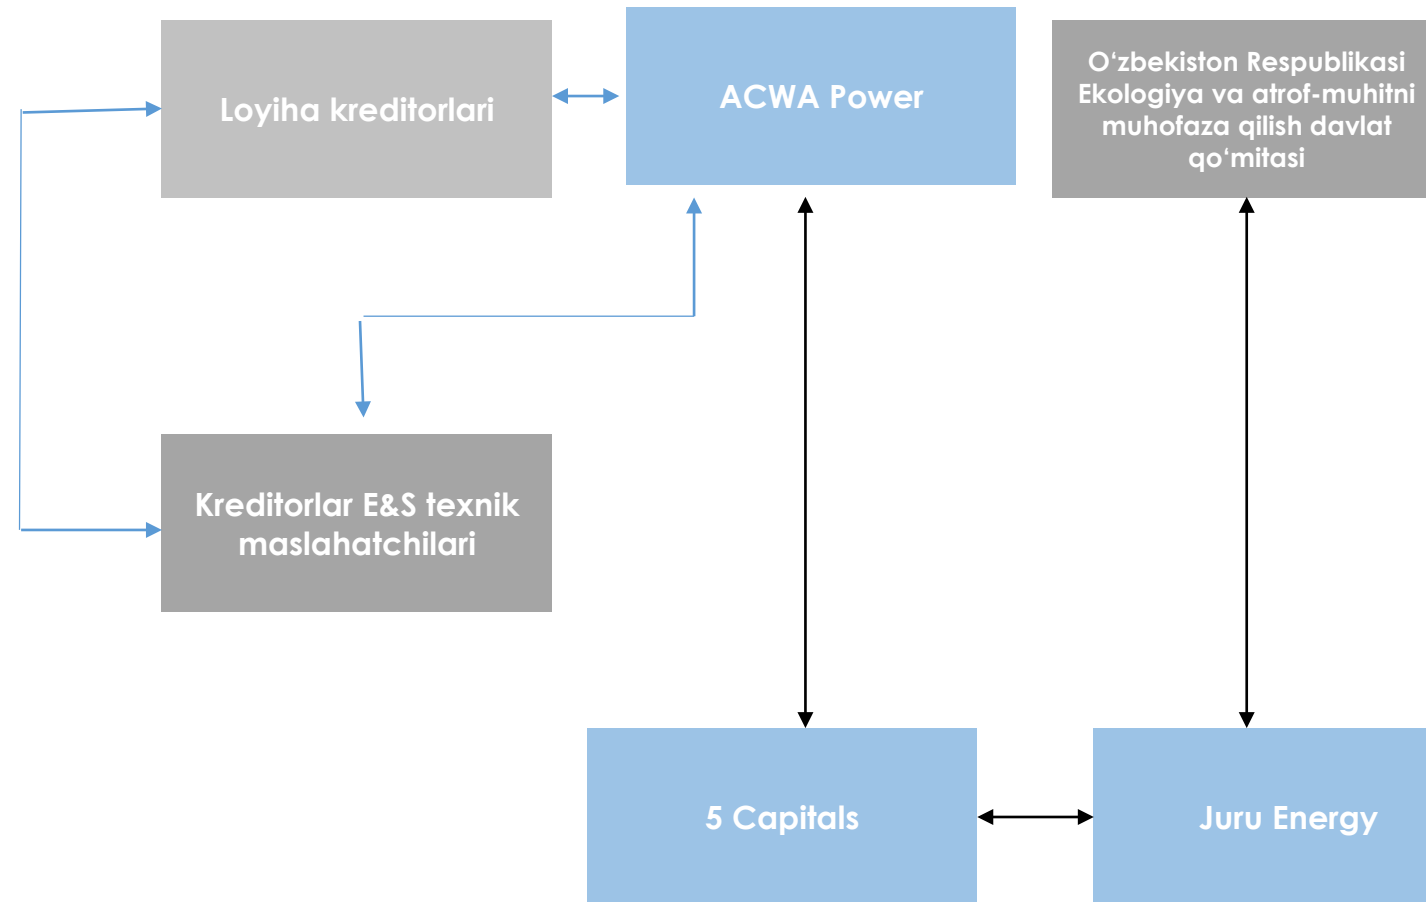 Loyiha kreditorlari
ACWA Power
O‘zbekiston Respublikasi
Ekologiya va atrof-muhitni
muhofaza qilish davlat
qo‘mitasi
Kreditorlar E&S texnik
maslahatchilari
5 Capitals
Juru Energy